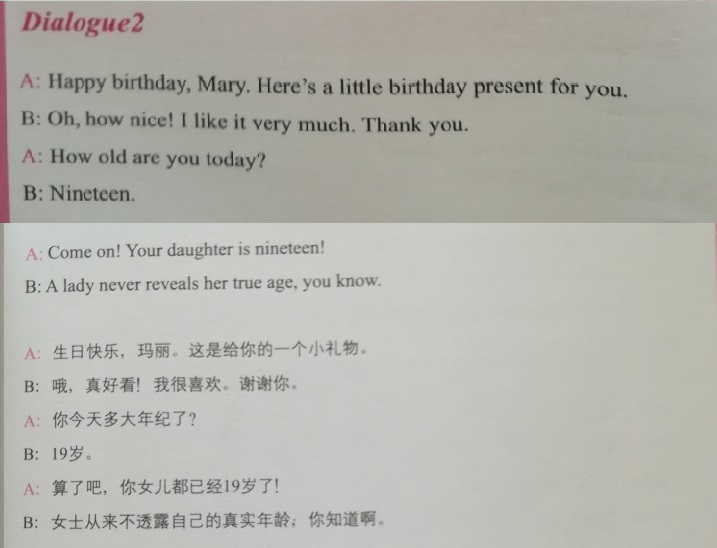 Dialogue2
A: Happy birthday, Mary. Here's a little birthday present for you.
B: Oh, how nice! I like it very much. Thank you.
A: How old are you today?
B: Nineteen.
A: Come on! Your daughter is nineteen!
B: A lady never reveals her true age, you know.
A: 生日快乐，玛丽。这是给你的一个小礼物。
B: 哦，真好看！我很喜欢。谢谢你。
A: 你今天多大年纪了？
B: 19岁。
A: 算了吧，你女儿都已经19岁了！
B: 女士从来不透露自己的真实年龄；你知道啊。